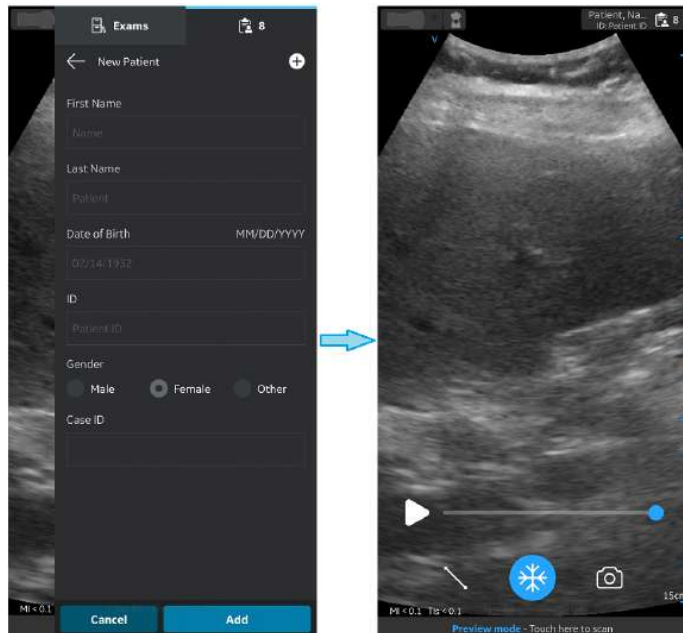 Exams
8
New Patient
First Name
Name
Last Name
Patient
Date of Birth MM/DD/YYYY
02/14/1932
ID
Patient ID
Gender
Male Female Other
Case ID
MI < 0.1
Cancel Add
Patient, Na...
ID: Patient ID
8
V
15cm
MI < 0.1 TIs < 0.1
Preview mode - Touch here to scan